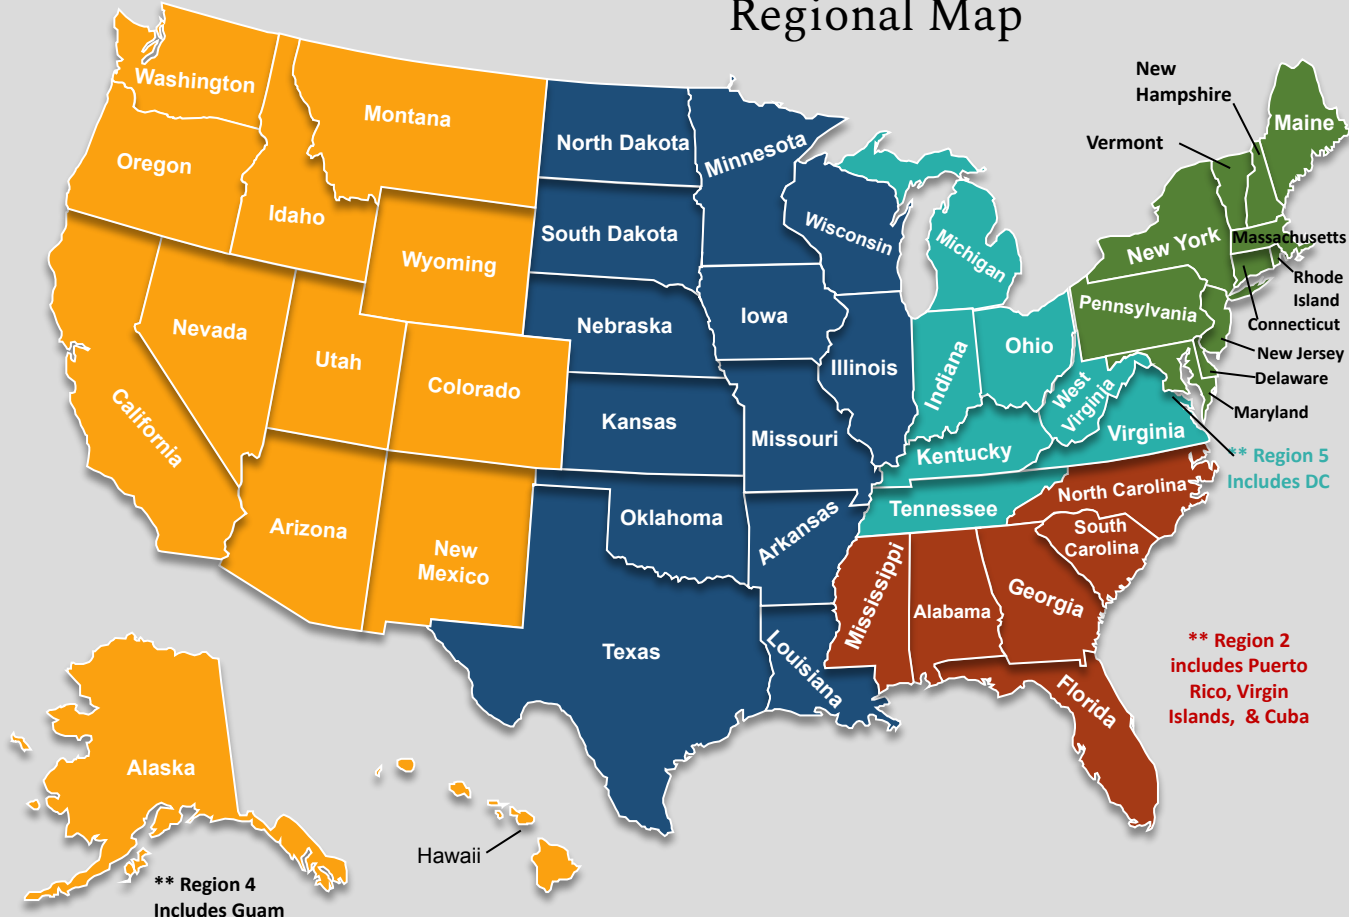 Regional Map
New
Hampshire
Vermont
Maine
Washington
Montana
North Dakota
Minnesota
Oregon
Idaho
South Dakota
Wisconsin
Michigan
New York
Massachusetts
Wyoming
Rhode
Island
Nebraska
Iowa
Pennsylvania
Connecticut
Nevada
Utah
Colorado
Illinois
Indiana
Ohio
New Jersey
Delaware
West
Virginia
Maryland
California
Kansas
Missouri
Kentucky
Virginia
** Region 5
Includes DC
Arizona
New
Mexico
Oklahoma
Arkansas
Tennessee
North Carolina
South
Carolina
Mississippi
Alabama
Georgia
Texas
Louisiana
Florida
** Region 2
includes Puerto
Rico, Virgin
Islands,  & Cuba
Alaska
Hawaii
** Region 4
Includes Guam